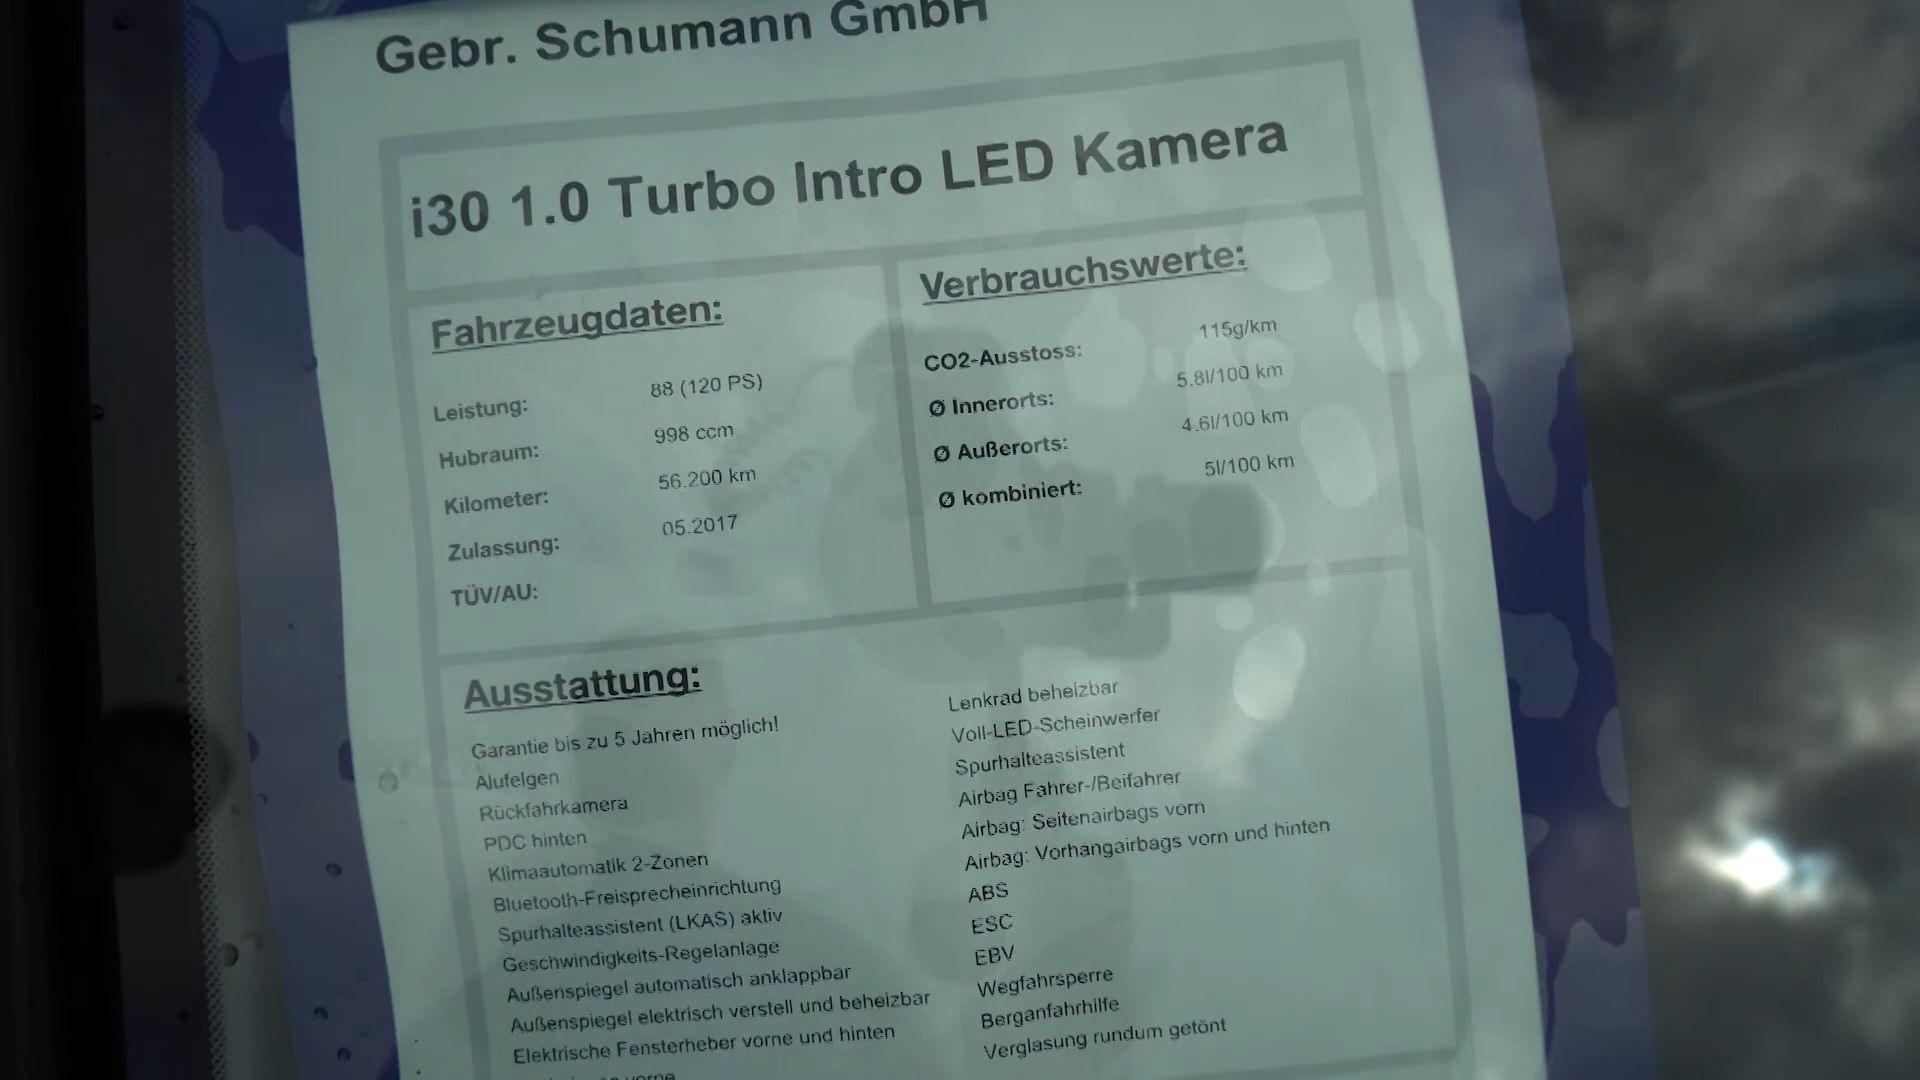 Gebr. Schumann GmbH
i30 1.0 Turbo Intro LED Kamera
Fahrzeugdaten:
Leistung: 88 (120 PS)
Hubraum: 998 ccm
Kilometer: 56.200 km
Zulassung: 05.2017
TÜV/AU:
Verbrauchswerte:
CO2-Ausstoss: 115g/km
Ø Innerorts: 5.8l/100 km
Ø Außerorts: 4.6l/100 km
Ø kombiniert: 5l/100 km
Ausstattung:
Garantie bis zu 5 Jahren möglich!
Alufelgen
Rückfahrkamera
PDC hinten
Klimaautomatik 2-Zonen
Bluetooth-Freisprecheinrichtung
Spurhalteassistent (LKAS) aktiv
Geschwindigkeits-Regelanlage
Außenspiegel automatisch anklappbar
Außenspiegel elektrisch verstell und beheizbar
Elektrische Fensterheber vorne und hinten
vorne
Lenkrad beheizbar
Voll-LED-Scheinwerfer
Spurhalteassistent
Airbag Fahrer-/Beifahrer
Airbag: Seitenairbags vorn
Airbag: Vorhangairbags vorn und hinten
ABS
ESC
EBV
Wegfahrsperre
Berganfahrhilfe
Verglasung rundum getönt